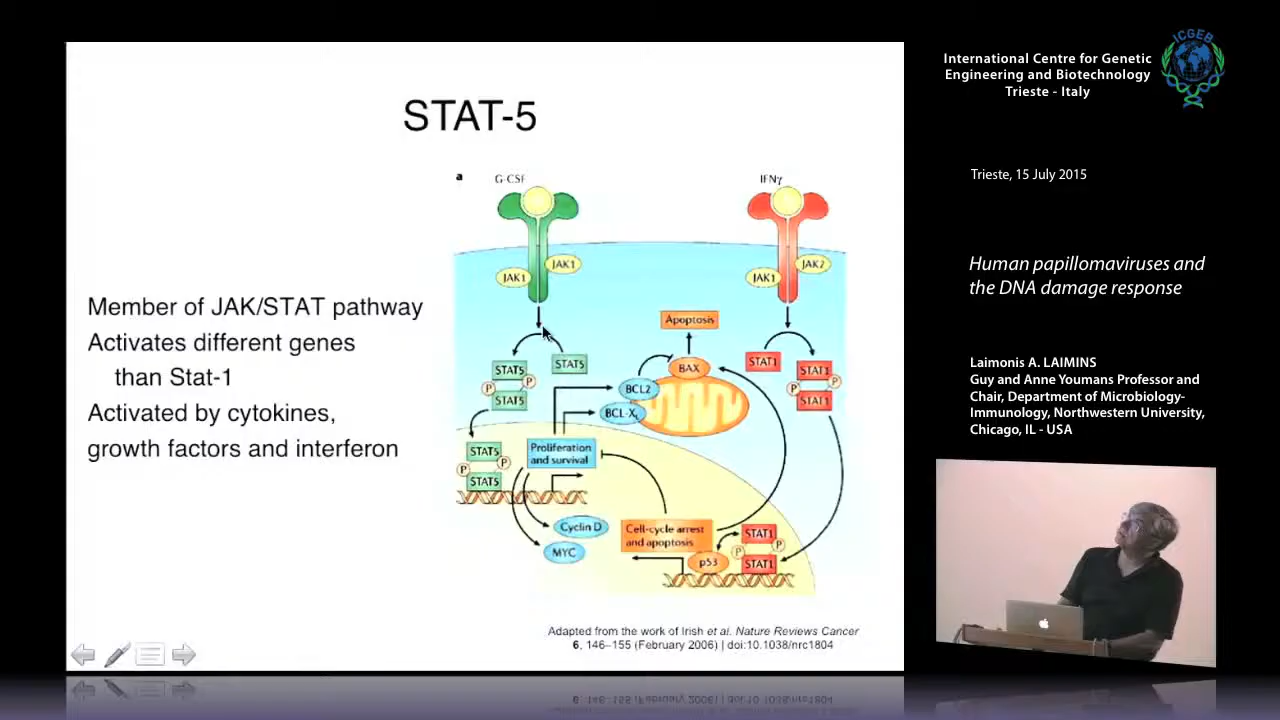 STAT-5
Member of JAK/STAT pathway
Activates different genes
than Stat-1
Activated by cytokines,
growth factors and interferon
a
G-CSF
IFNγ
JAK1
JAK1
JAK1
JAK2
Apoptosis
STAT5
STAT5
P
P
STAT5
BCL2
BAX
BCL-XL
STAT1
STAT1
P
P
STAT1
STAT5
P
P
STAT5
Proliferation
and survival
Cyclin D
MYC
Cell-cycle arrest
and apoptosis
p53
STAT1
P
P
STAT1
Adapted from the work of Irish et al. Nature Reviews Cancer
6, 146–155 (February 2006) | doi:10.1038/nrc1804
International Centre for Genetic
Engineering and Biotechnology
Trieste - Italy
ICGEB
Trieste, 15 July 2015
Human papillomaviruses and
the DNA damage response
Laimonis A. LAIMINS
Guy and Anne Youmans Professor and
Chair, Department of Microbiology-
Immunology, Northwestern University,
Chicago, IL - USA